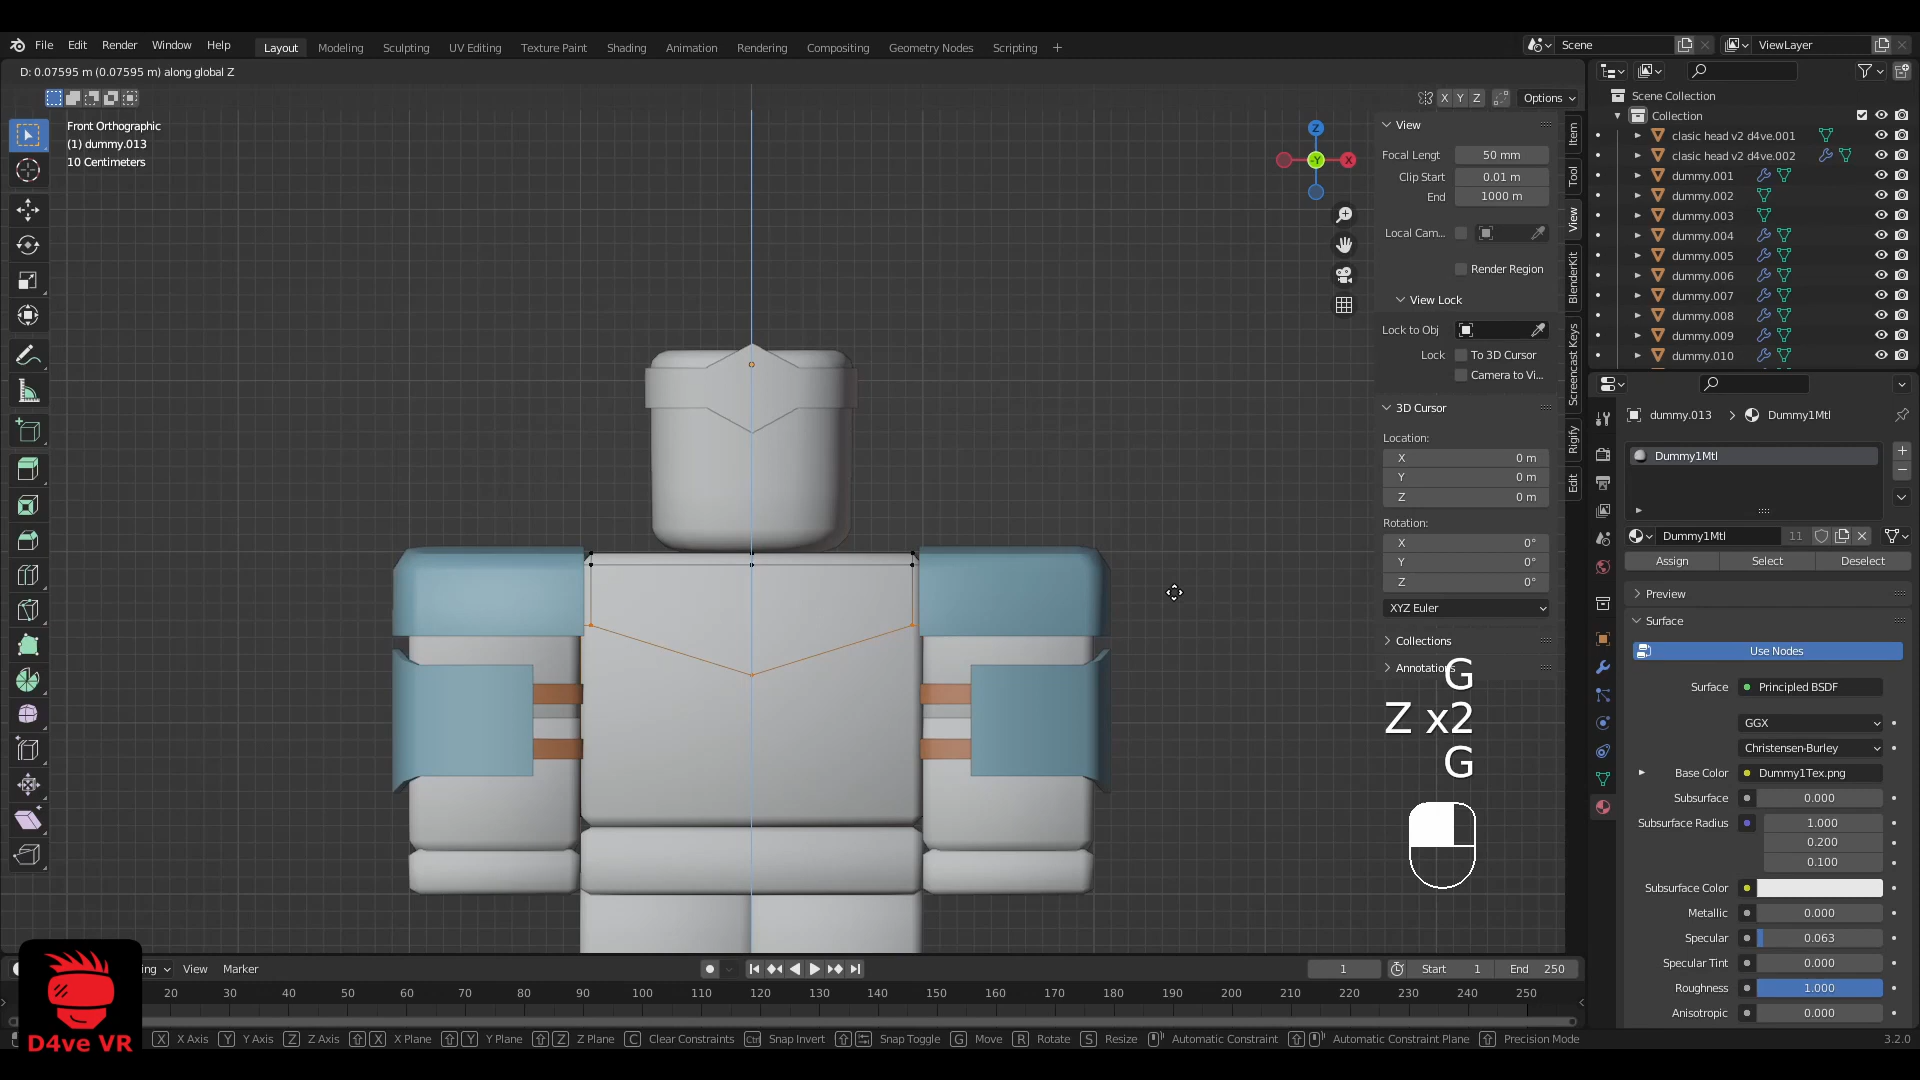 File Edit Render Window Help
Layout Modeling Sculpting UV Editing Texture Paint Shading Animation Rendering Compositing Geometry Nodes Scripting +
Scene
ViewLayer
D: 0.07595 m (0.07595 m) along global Z
X Y Z
Options
Front Orthographic
(1) dummy.013
10 Centimeters
Z
-Y
X
View
Focal Lengt 50 mm
Clip Start 0.01 m
End 1000 m
Local Cam...
Render Region
View Lock
Lock to Obj
Lock To 3D Cursor
Camera to Vi...
3D Cursor
Location:
X 0 m
Y 0 m
Z 0 m
Rotation:
X 0°
Y 0°
Z 0°
XYZ Euler
Collections
Annotation
Item
Tool
View
BlenderKit
Screencast Keys
Rigify
Edit
G
Z x2
G
Scene Collection
Collection
clasic head v2 d4ve.001
clasic head v2 d4ve.002
dummy.001
dummy.002
dummy.003
dummy.004
dummy.005
dummy.006
dummy.007
dummy.008
dummy.009
dummy.010
dummy.013 Dummy1Mtl
Dummy1Mtl
Dummy1Mtl 11
Assign Select Deselect
Preview
Surface
Use Nodes
Surface Principled BSDF
GGX
Christensen-Burley
Base Color Dummy1Tex.png
Subsurface 0.000
Subsurface Radius 1.000
0.200
0.100
Subsurface Color
Metallic 0.000
Specular 0.063
Specular Tint 0.000
Roughness 1.000
Anisotropic 0.000
ing View Marker
1 Start 1 End 250
20 30 40 50 60 70 80 90 100 110 120 130 140 150 160 170 180 190 200 210 220 230 240 250
D4ve VR
X X Axis Y Y Axis Z Z Axis X X Plane Y Y Plane Z Z Plane C Clear Constraints Ctrl Snap Invert Snap Toggle G Move R Rotate S Resize Automatic Constraint Automatic Constraint Plane Precision Mode
3.2.0